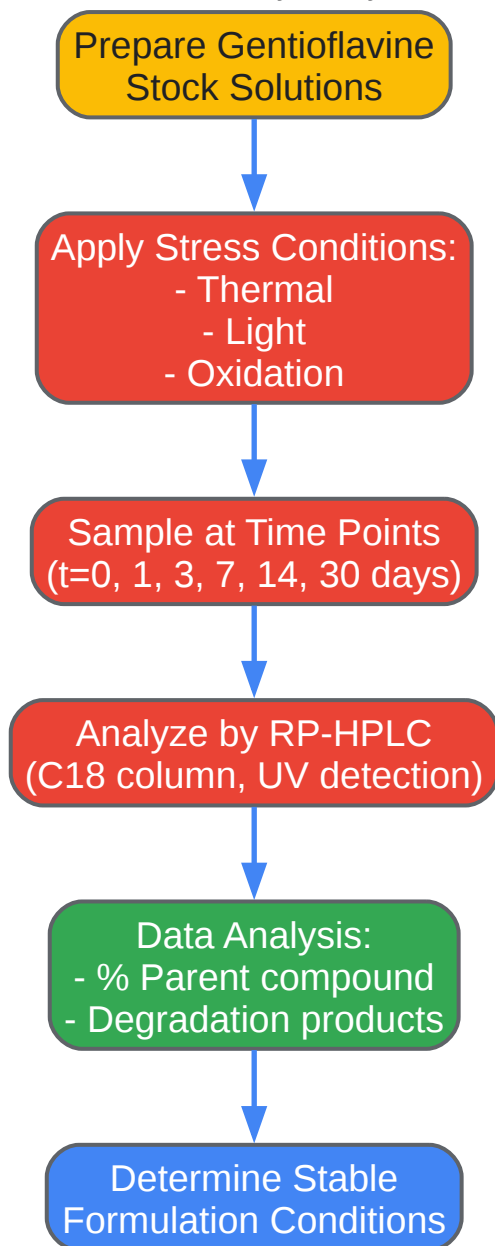 Prepare Gentioflavine
Stock Solutions
Apply Stress Conditions:
- Thermal
- Light
- Oxidation
Sample at Time Points
(t=0, 1, 3, 7, 14, 30 days)
Analyze by RP-HPLC
(C18 column, UV detection)
Data Analysis:
- % Parent compound
- Degradation products
Determine Stable
Formulation Conditions